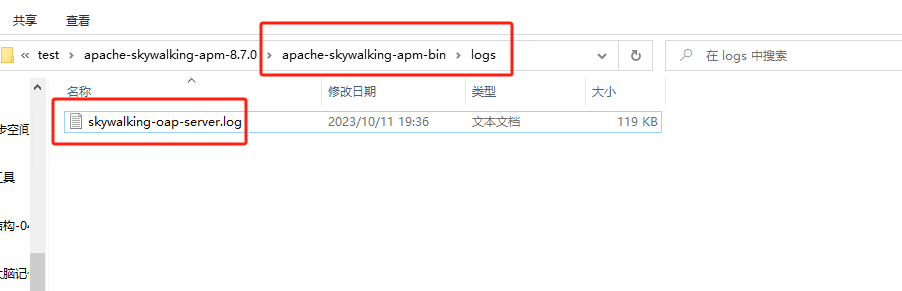 共享 查看
« test › apache-skywalking-apm-8.7.0 › apache-skywalking-apm-bin › logs 在 logs 中搜索
名称 修改日期 类型 大小
skywalking-oap-server.log 2023/10/11 19:36 文本文档 119 KB
步空间
工具
结构-04
大脑记